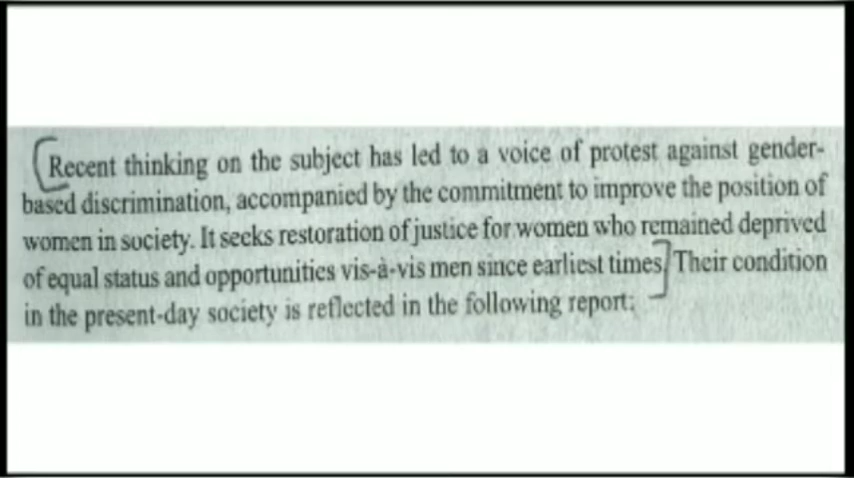 Recent thinking on the subject has led to a voice of protest against gender-
based discrimination, accompanied by the commitment to improve the position of
women in society. It seeks restoration of justice for women who remained deprived
of equal status and opportunities vis-à-vis men since earliest times. Their condition
in the present-day society is reflected in the following report: